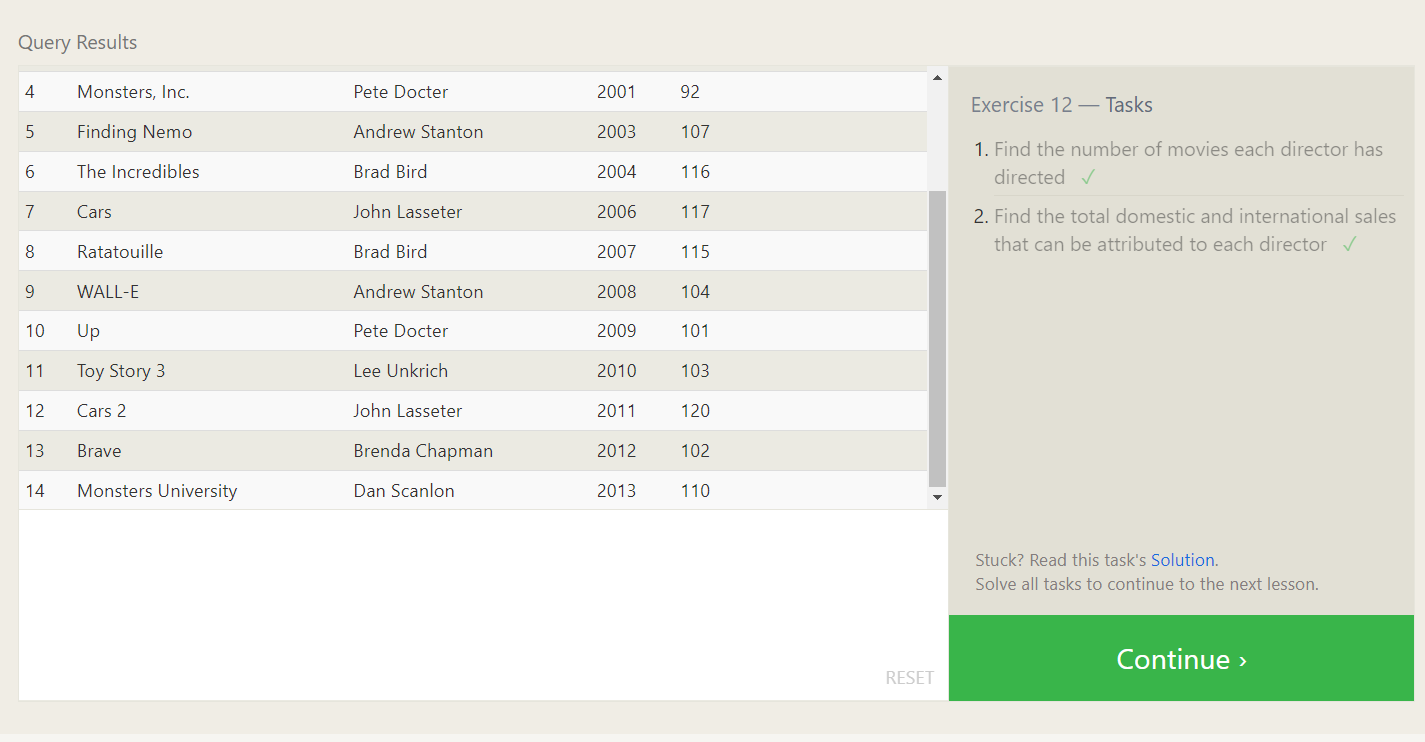 Query Results
4 Monsters, Inc. Pete Docter 2001 92
5 Finding Nemo Andrew Stanton 2003 107
6 The Incredibles Brad Bird 2004 116
7 Cars John Lasseter 2006 117
8 Ratatouille Brad Bird 2007 115
9 WALL-E Andrew Stanton 2008 104
10 Up Pete Docter 2009 101
11 Toy Story 3 Lee Unkrich 2010 103
12 Cars 2 John Lasseter 2011 120
13 Brave Brenda Chapman 2012 102
14 Monsters University Dan Scanlon 2013 110
RESET
Exercise 12 — Tasks
1. Find the number of movies each director has
directed ✓
2. Find the total domestic and international sales
that can be attributed to each director ✓
Stuck? Read this task's Solution.
Solve all tasks to continue to the next lesson.
Continue ›